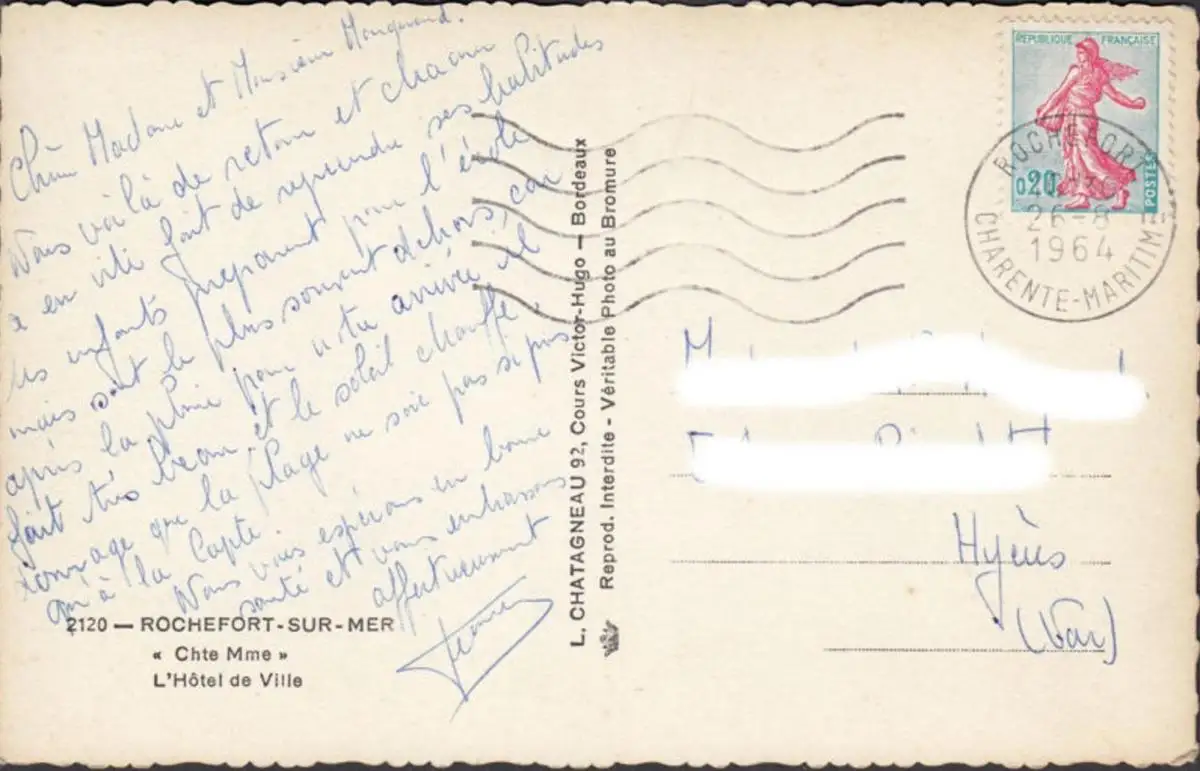 Chère Madame et Monsieur
Nous voilà de retour et chacun
a en vite fait de reprendre ses habitudes
les enfants preparent pour l'école
mais sont le plus souvent dehors, car
après la pluie pour notre arrivée il
fait très beau et le soleil chauffe.
Dommage que la plage ne soit pas si près
qu'à la Capte.
Nous vous espérons en bonne
santé et vous embrassons
affectueusement
2120 — ROCHEFORT-SUR-MER
« Chte Mme »
L'Hôtel de Ville
L. CHATAGNEAU 92, Cours Victor-Hugo — Bordeaux
Reprod. Interdite - Véritable Photo au Bromure
REPUBLIQUE FRANÇAISE
0,20
POSTES
ROCHEFORT
26-8
1964
CHARENTE-MARITIME
Hyères
(Var)